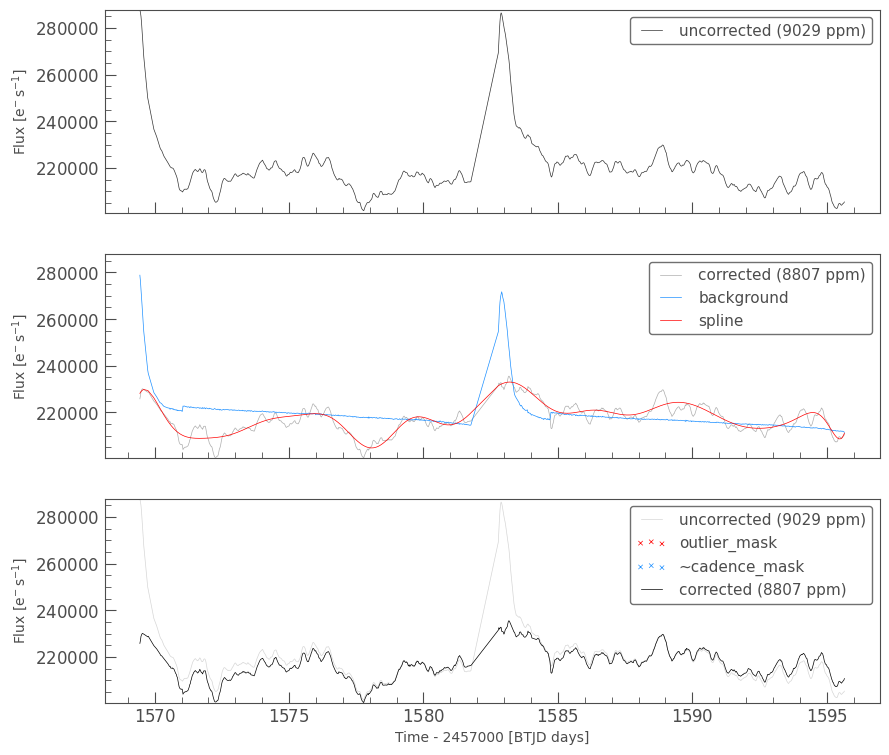 280000
260000
240000
220000
Flux [e⁻ s⁻¹]
uncorrected (9029 ppm)
280000
260000
240000
220000
Flux [e⁻ s⁻¹]
corrected (8807 ppm)
background
spline
280000
260000
240000
220000
Flux [e⁻ s⁻¹]
uncorrected (9029 ppm)
outlier_mask
~cadence_mask
corrected (8807 ppm)
1570 1575 1580 1585 1590 1595
Time - 2457000 [BTJD days]